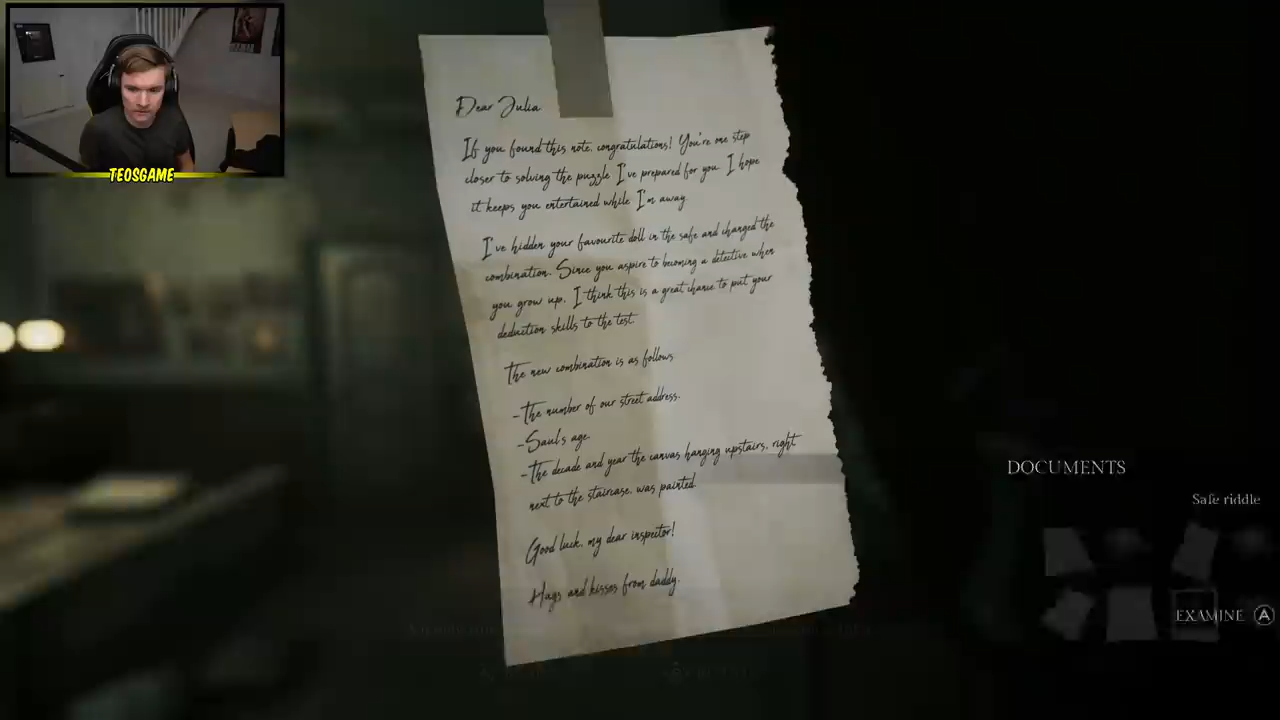 TEOSGAME
Dear Julia
If you found this note, congratulations! You're one step
closer to solving the puzzle I've prepared for you. I hope
it keeps you entertained while I'm away.
I've hidden your favourite doll in the safe and changed the
combination. Since you aspire to becoming a detective when
you grow up, I think this is a great chance to put your
deduction skills to the test.
The new combination is as follows
-The number of our street address.
-Saul's age.
-The decade and year the canvas hanging upstairs, right
next to the staircase, was painted.
Good luck, my dear inspector!
Hugs and kisses from daddy.
DOCUMENTS
Safe riddle
EXAMINE A